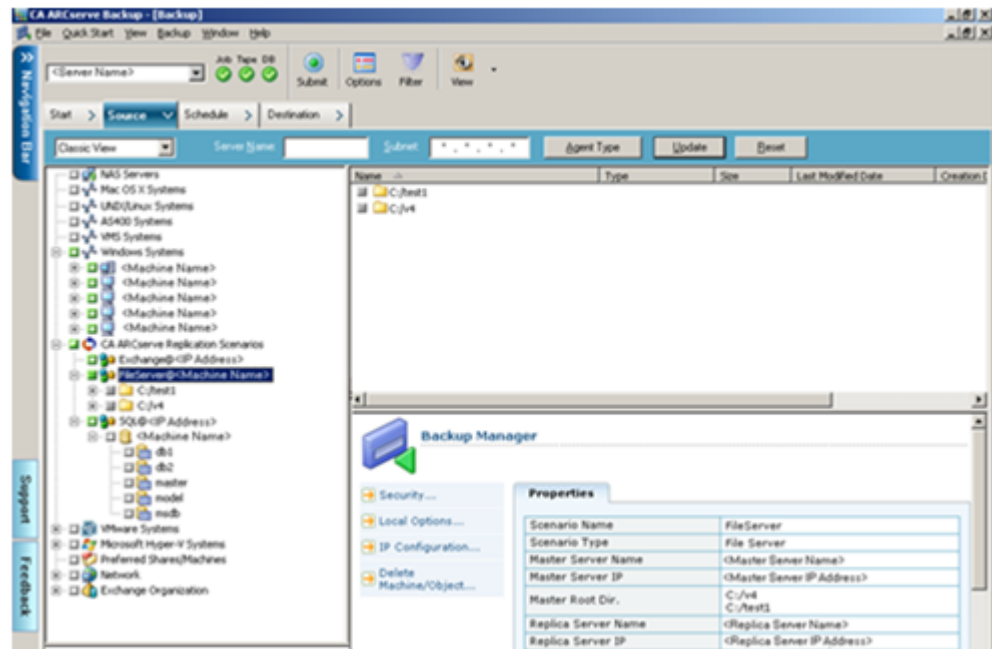 CA ARCserve Backup - [Backup]
File Quick Start View Backup Window Help
Navigation Bar
<Server Name>
Job Tape DB
Submit
Options
Filter
View
Start > Source Schedule > Destination >
Classic View
Server Name:
Subnet:
* . * . * . *
Agent Type
Update
Reset
NAS Servers
Mac OS X Systems
UNIX/Linux Systems
AS400 Systems
VMS Systems
Windows Systems
<Machine Name>
<Machine Name>
<Machine Name>
<Machine Name>
<Machine Name>
CA ARCserve Replication Scenarios
Exchange@<IP Address>
FileServer@<Machine Name>
C:/test1
C:/v4
SQL@<IP Address>
<Machine Name>
db1
db2
master
model
msdb
VMware Systems
Microsoft Hyper-V Systems
Preferred Shares/Machines
Network
Exchange Organization
Support
Feedback
Name Type Size Last Modified Date Creation D
C:/test1
C:/v4
Backup Manager
Security...
Local Options...
IP Configuration...
Delete
Machine/Object...
Properties
Scenario Name FileServer
Scenario Type File Server
Master Server Name <Master Server Name>
Master Server IP <Master Server IP Address>
Master Root Dir. C:/v4
C:/test1
Replica Server Name <Replica Server Name>
Replica Server IP <Replica Server IP Address>